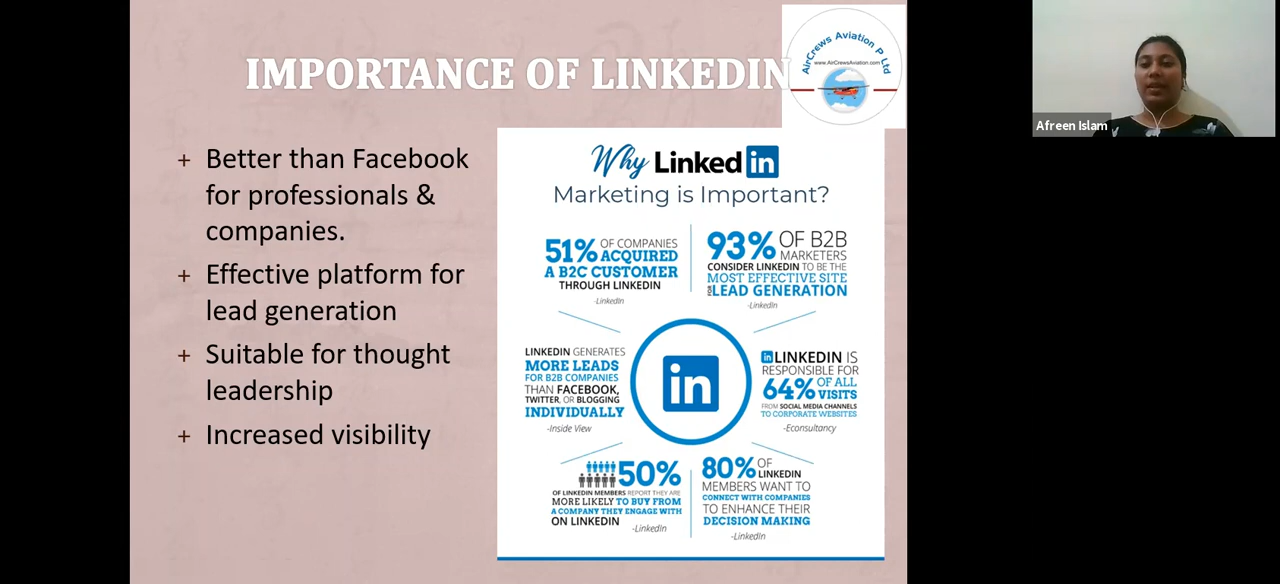 IMPORTANCE OF LINKEDIN
AirCrews Aviation P Ltd
www.AirCrewsAviation.com
Afreen Islam
+ Better than Facebook
for professionals &
companies.
+ Effective platform for
lead generation
+ Suitable for thought
leadership
+ Increased visibility
Why Linkedin
Marketing is Important?
51% OF COMPANIES
ACQUIRED
A B2C CUSTOMER
THROUGH LINKEDIN
-LinkedIn
93% OF B2B
MARKETERS
CONSIDER LINKEDIN TO BE THE
MOST EFFECTIVE SITE
FOR LEAD GENERATION
-LinkedIn
LINKEDIN GENERATES
MORE LEADS
FOR B2B COMPANIES
THAN FACEBOOK,
TWITTER, OR BLOGGING
INDIVIDUALLY
-Inside View
in
in LINKEDIN IS
RESPONSIBLE FOR
64% OF ALL
VISITS
FROM SOCIAL MEDIA CHANNELS
TO CORPORATE WEBSITES
-Econsultancy
50%
OF LINKEDIN MEMBERS REPORT THEY ARE
MORE LIKELY TO BUY FROM
A COMPANY THEY ENGAGE WITH
ON LINKEDIN
-LinkedIn
80% OF
LINKEDIN
MEMBERS WANT TO
CONNECT WITH COMPANIES
TO ENHANCE THEIR
DECISION MAKING
-LinkedIn